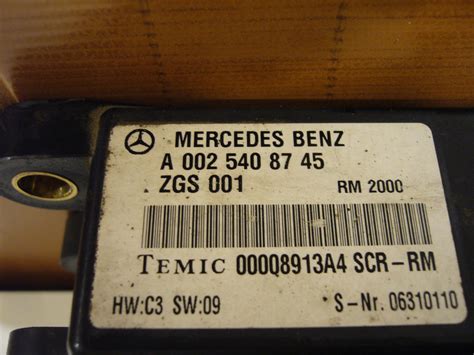 MERCEDES BENZ
A 002 540 87 45
ZGS 001 RM 2000
TEMIC 000Q8913A4 SCR-RM
HW:C3 SW:09 S-Nr. 06310110